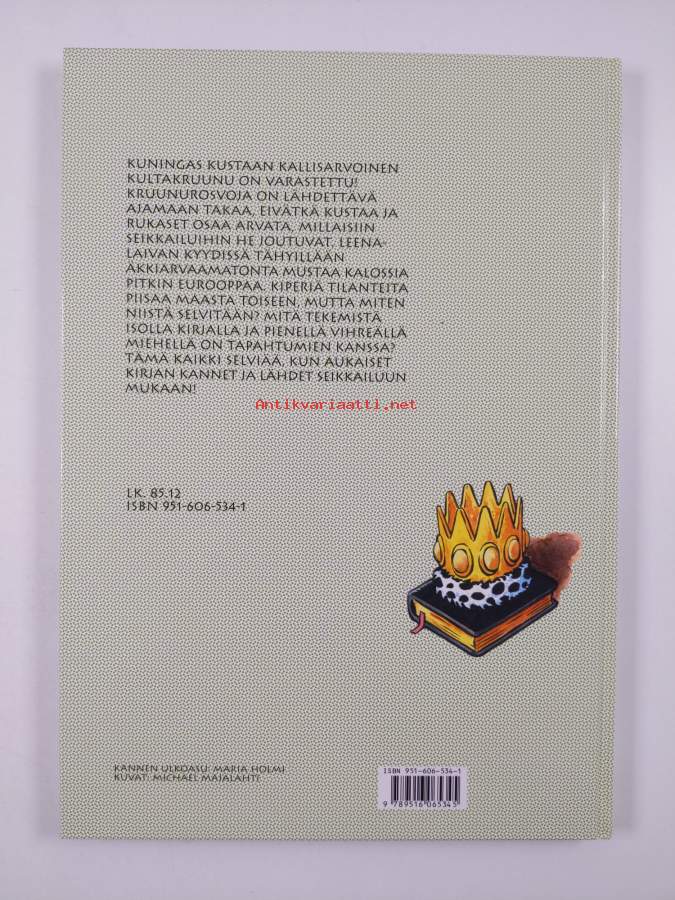 KUNINGAS KUSTAAN KALLISARVOINEN
KULTAKRUUNU ON VARASTETTU!
KRUUNUROSVOJA ON LÄHDETTÄVÄ
AJAMAAN TAKAA, EIVÄTKÄ KUSTAA JA
RUKASET OSAA ARVATA, MILLAISIIN
SEIKKAILUIHIN HE JOUTUVAT. LEENA-
LAIVAN KYYDISSÄ TÄHYILLÄÄN
ÄKKIARVAAMATONTA MUSTAA KALOSSIA
PITKIN EUROOPPAA. KIPERIÄ TILANTEITA
PIISAA MAASTA TOISEEN, MUTTA MITEN
NIISTÄ SELVITÄÄN? MITÄ TEKEMISTÄ
ISOLLA KIRJALLA JA PIENELLÄ VIHREÄLLÄ
MIEHELLÄ ON TAPAHTUMIEN KANSSA?
TÄMÄ KAIKKI SELVIÄÄ, KUN AUKAISET
KIRJAN KANNET JA LÄHDET SEIKKAILUUN
MUKAAN!
Antikvariaatti.net
LK. 85.12
ISBN 951-606-534-1
KANNEN ULKOASU: MARJA HOLMI
KUVAT: MICHAEL MAJALAHTI
ISBN 951-606-534-1
9 789516 065345